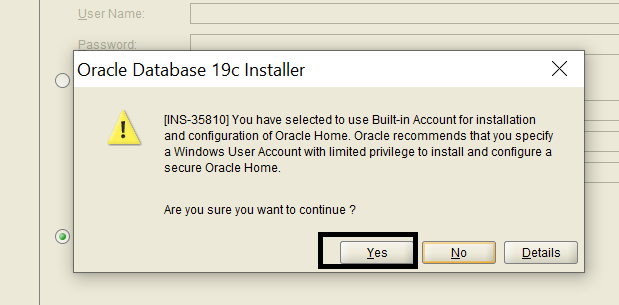 User Name:
Password:
Oracle Database 19c Installer
[INS-35810] You have selected to use Built-in Account for installation
and configuration of Oracle Home. Oracle recommends that you specify
a Windows User Account with limited privilege to install and configure a
secure Oracle Home.
Are you sure you want to continue ?
Yes No Details